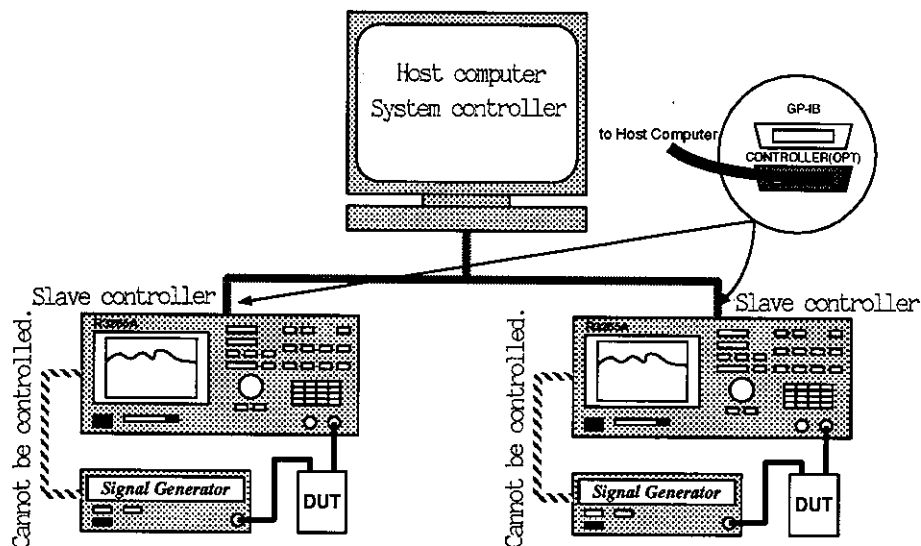 Host computer
System controller
GP-IB
to Host Computer
CONTROLLER(OPT)
Slave controller
Slave controller
Cannot be controlled.
Cannot be controlled.
Signal Generator
DUT
Signal Generator
DUT